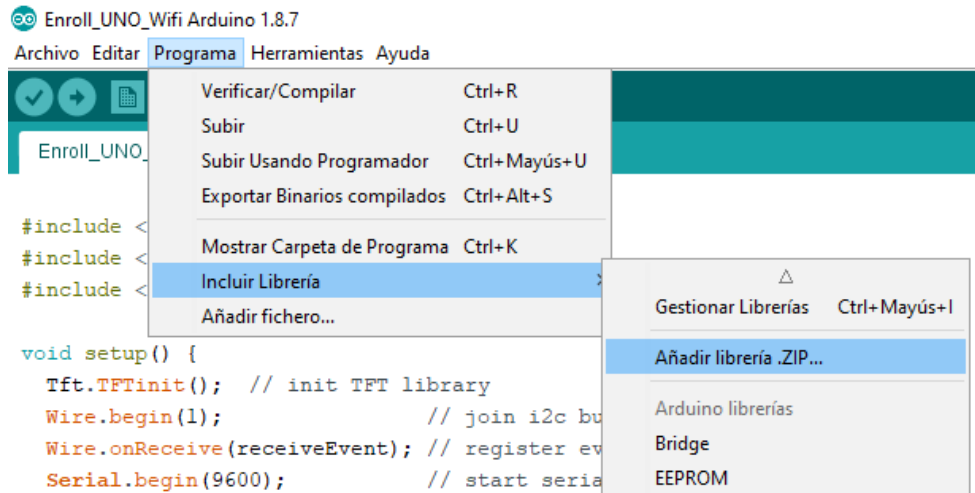 Enroll_UNO_Wifi Arduino 1.8.7
Archivo Editar Programa Herramientas Ayuda
Verificar/Compilar Ctrl+R
Subir Ctrl+U
Enroll_UNO_
Subir Usando Programador Ctrl+Mayús+U
Exportar Binarios compilados Ctrl+Alt+S
#include <
Mostrar Carpeta de Programa Ctrl+K
#include <
Incluir Librería
#include <
Añadir fichero...
Gestionar Librerías Ctrl+Mayús+I
Añadir librería .ZIP...
Arduino librerías
Bridge
EEPROM
void setup() {
Tft.TFTinit(); // init TFT library
Wire.begin(1); // join i2c bu
Wire.onReceive(receiveEvent); // register ev
Serial.begin(9600); // start seria